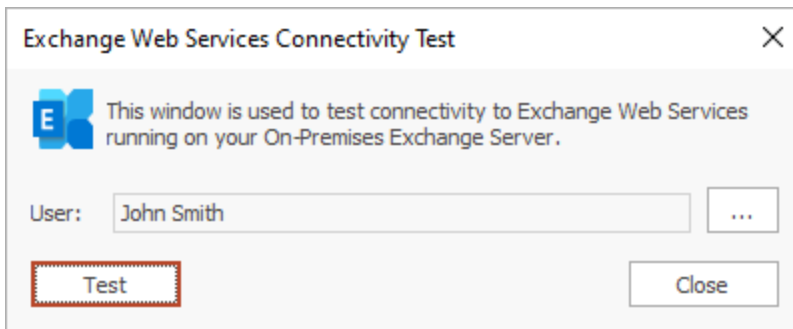 Exchange Web Services Connectivity Test
E
This window is used to test connectivity to Exchange Web Services
running on your On-Premises Exchange Server.
User: John Smith ...
Test Close